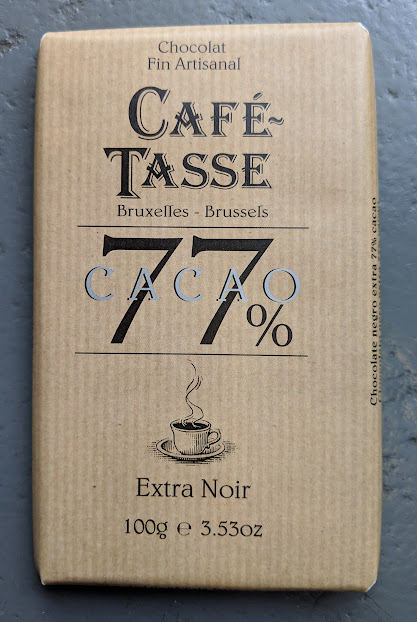 Chocolat
Fin Artisanal
CAFÉ-
TASSE
Bruxelles - Brussels
77%
CACAO
Extra Noir
100g ℮ 3.53oz
Chocolate negro extra 77% cacao